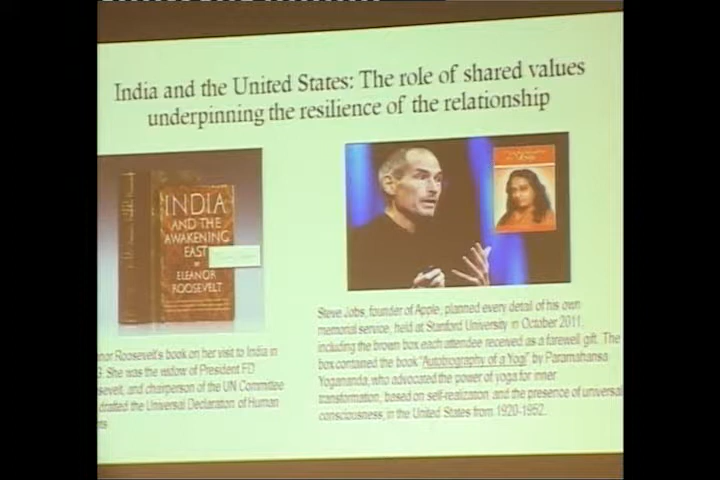 India and the United States: The role of shared values
underpinning the resilience of the relationship
INDIA
AND THE
AWAKENING
EAST
ELEANOR
ROOSEVELT
nor Roosevelt's book on her visit to India in
3. She was the widow of President FD
sevelt, and chairperson of the UN Committee
drafted the Universal Declaration of Human
ts
Steve Jobs, founder of Apple, planned every detail of his own
memorial service, held at Stanford University in October 2011,
including the brown box each attendee received as a farewell gift. The
box contained the book "Autobiography of a Yogi" by Paramahansa
Yogananda, who advocated the power of yoga for inner
transformation, based on self-realization and the presence of universal
consciousness, in the United States from 1920-1952.